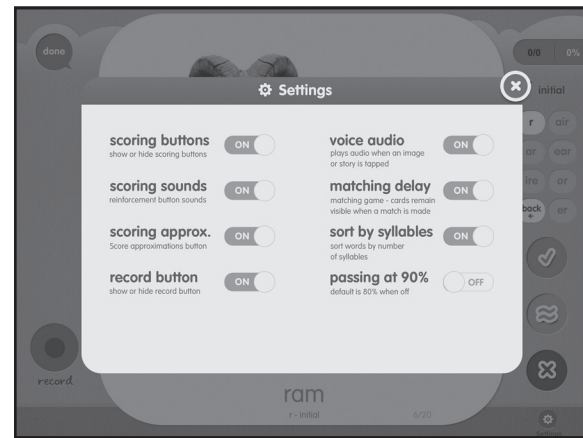 done
0/0 0%
Settings
initial
r air
ar ear
ire or
back er
scoring buttons ON
show or hide scoring buttons
scoring sounds ON
reinforcement button sounds
scoring approx. ON
Score approximations button
record button ON
show or hide record button
voice audio ON
plays audio when an image
or story is tapped
matching delay ON
matching game - cards remain
visible when a match is made
sort by syllables ON
sort words by number
of syllables
passing at 90% OFF
default is 80% when off
record
ram
r - initial 6/20
Settings